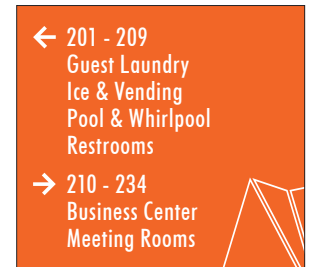 ← 201 - 209
Guest Laundry
Ice & Vending
Pool & Whirlpool
Restrooms
→ 210 - 234
Business Center
Meeting Rooms